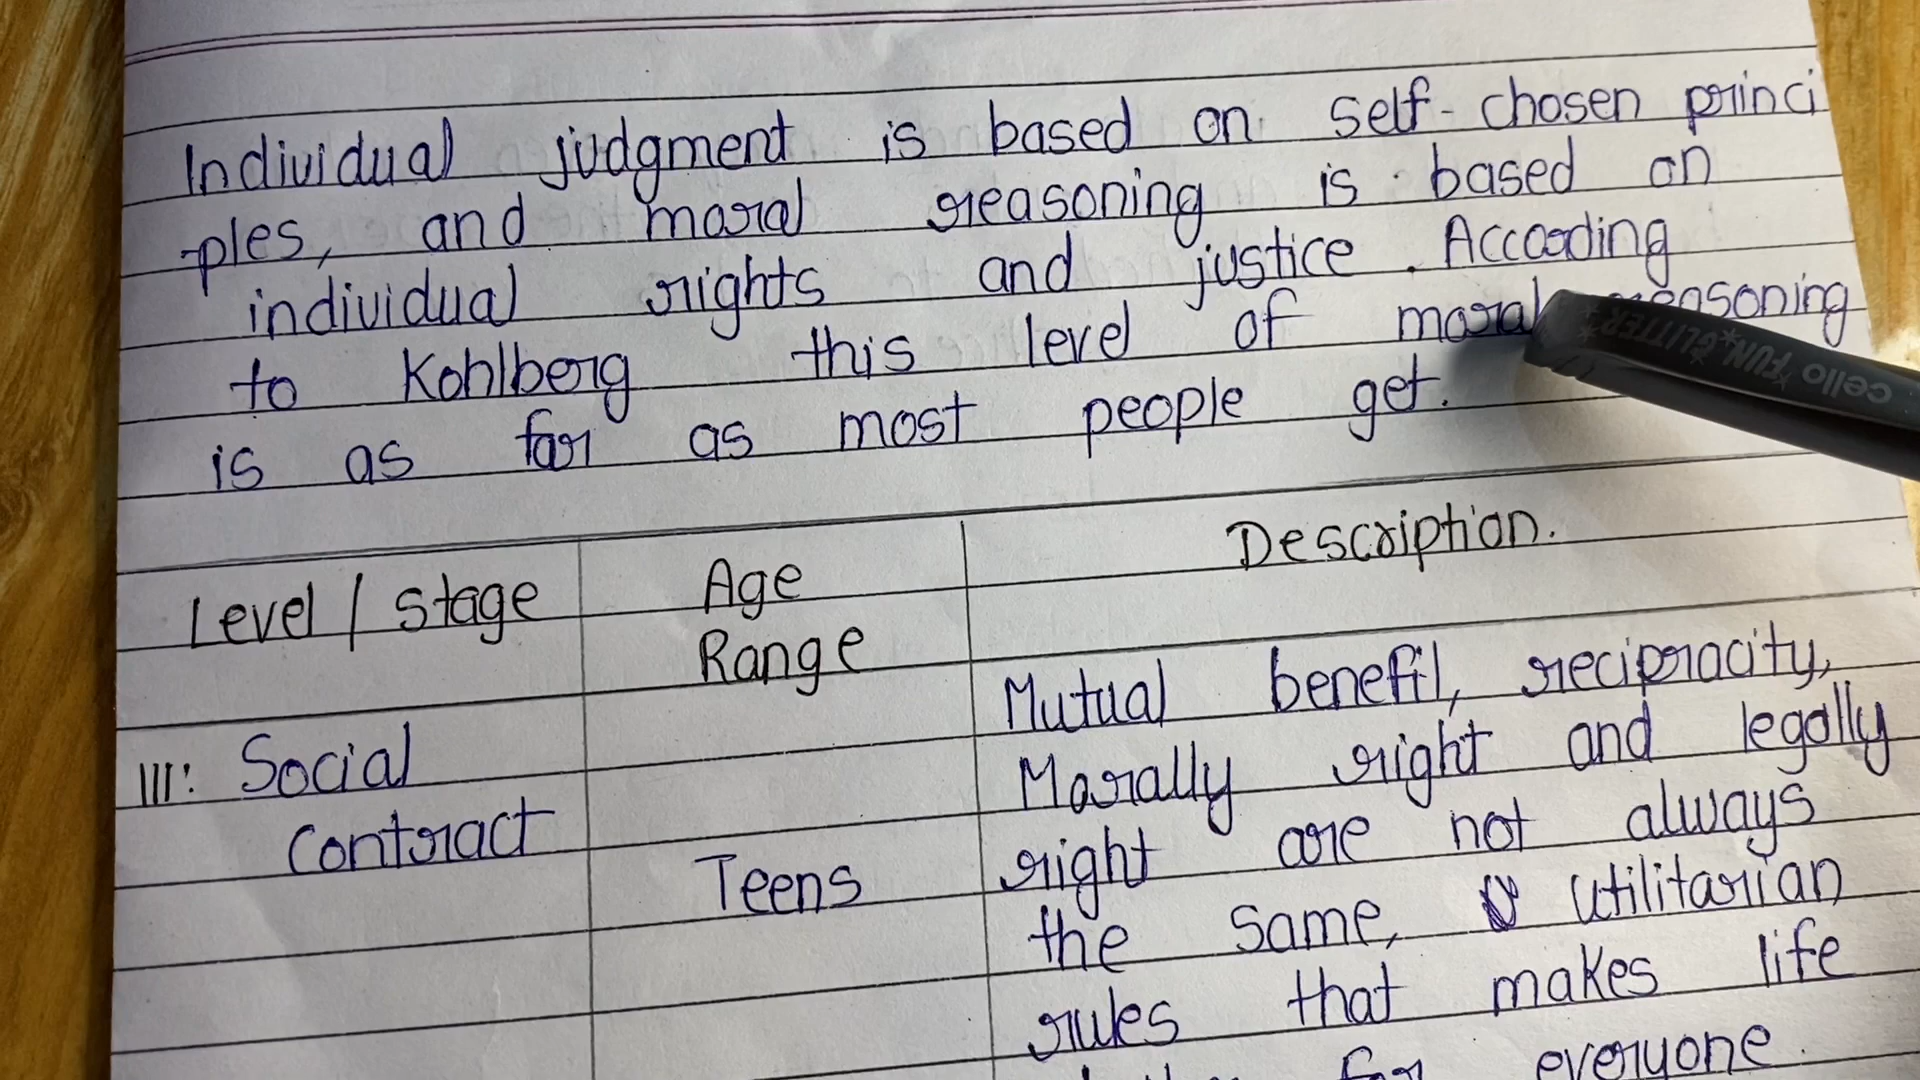 Individual judgment is based on self-chosen princi
-ples, and moral reasoning is based on
individual rights and justice. According
to Kohlberg this level of moral reasoning
is as far as most people get.
Level / Stage Age Range Description.
III: Social Contract
Teens
Mutual benefit, reciprocity,
Morally right and legally
right are not always
the same, utilitarian
rules that makes life
for everyone.
cello FUN GLITTER